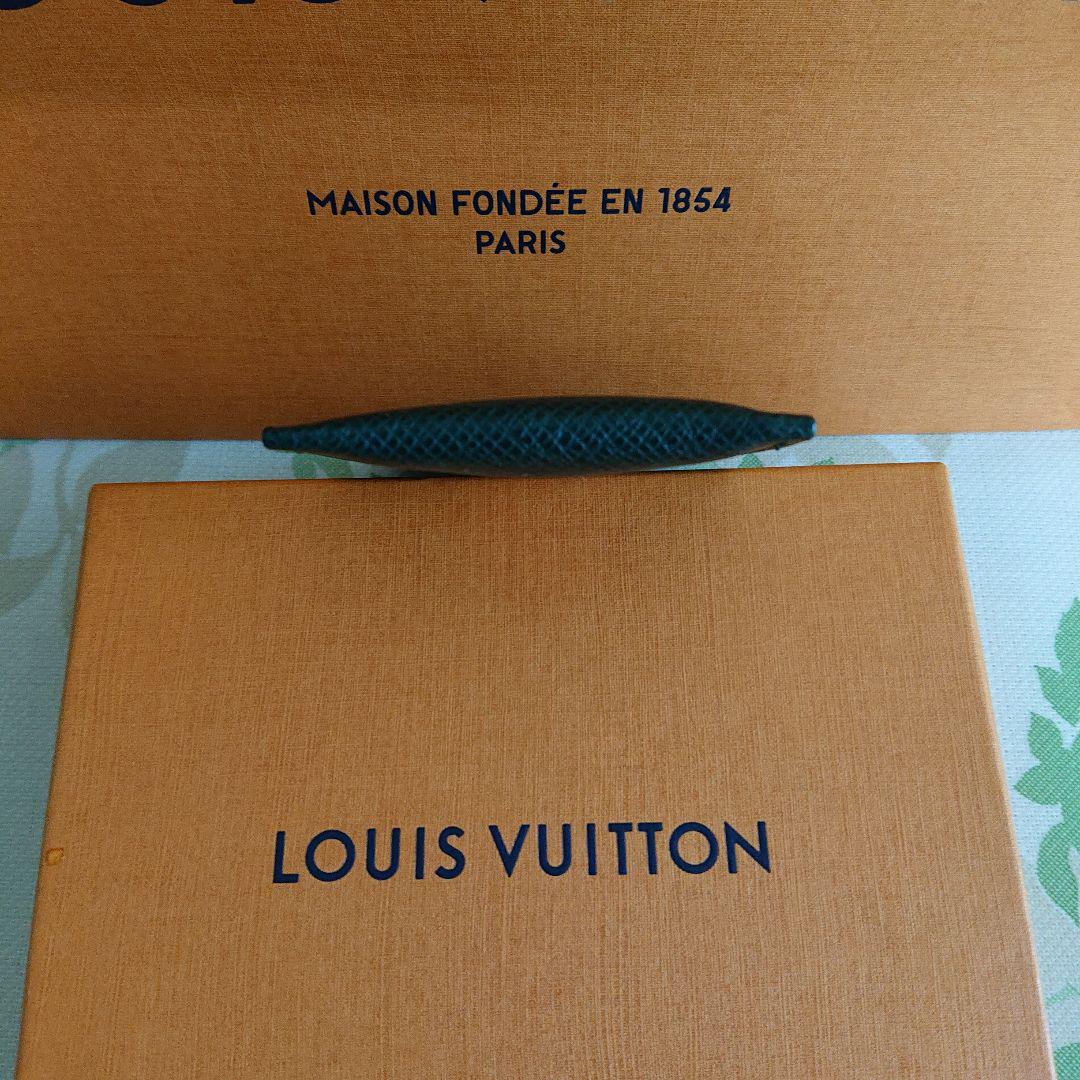 MAISON FONDÉE EN 1854
PARIS
LOUIS VUITTON